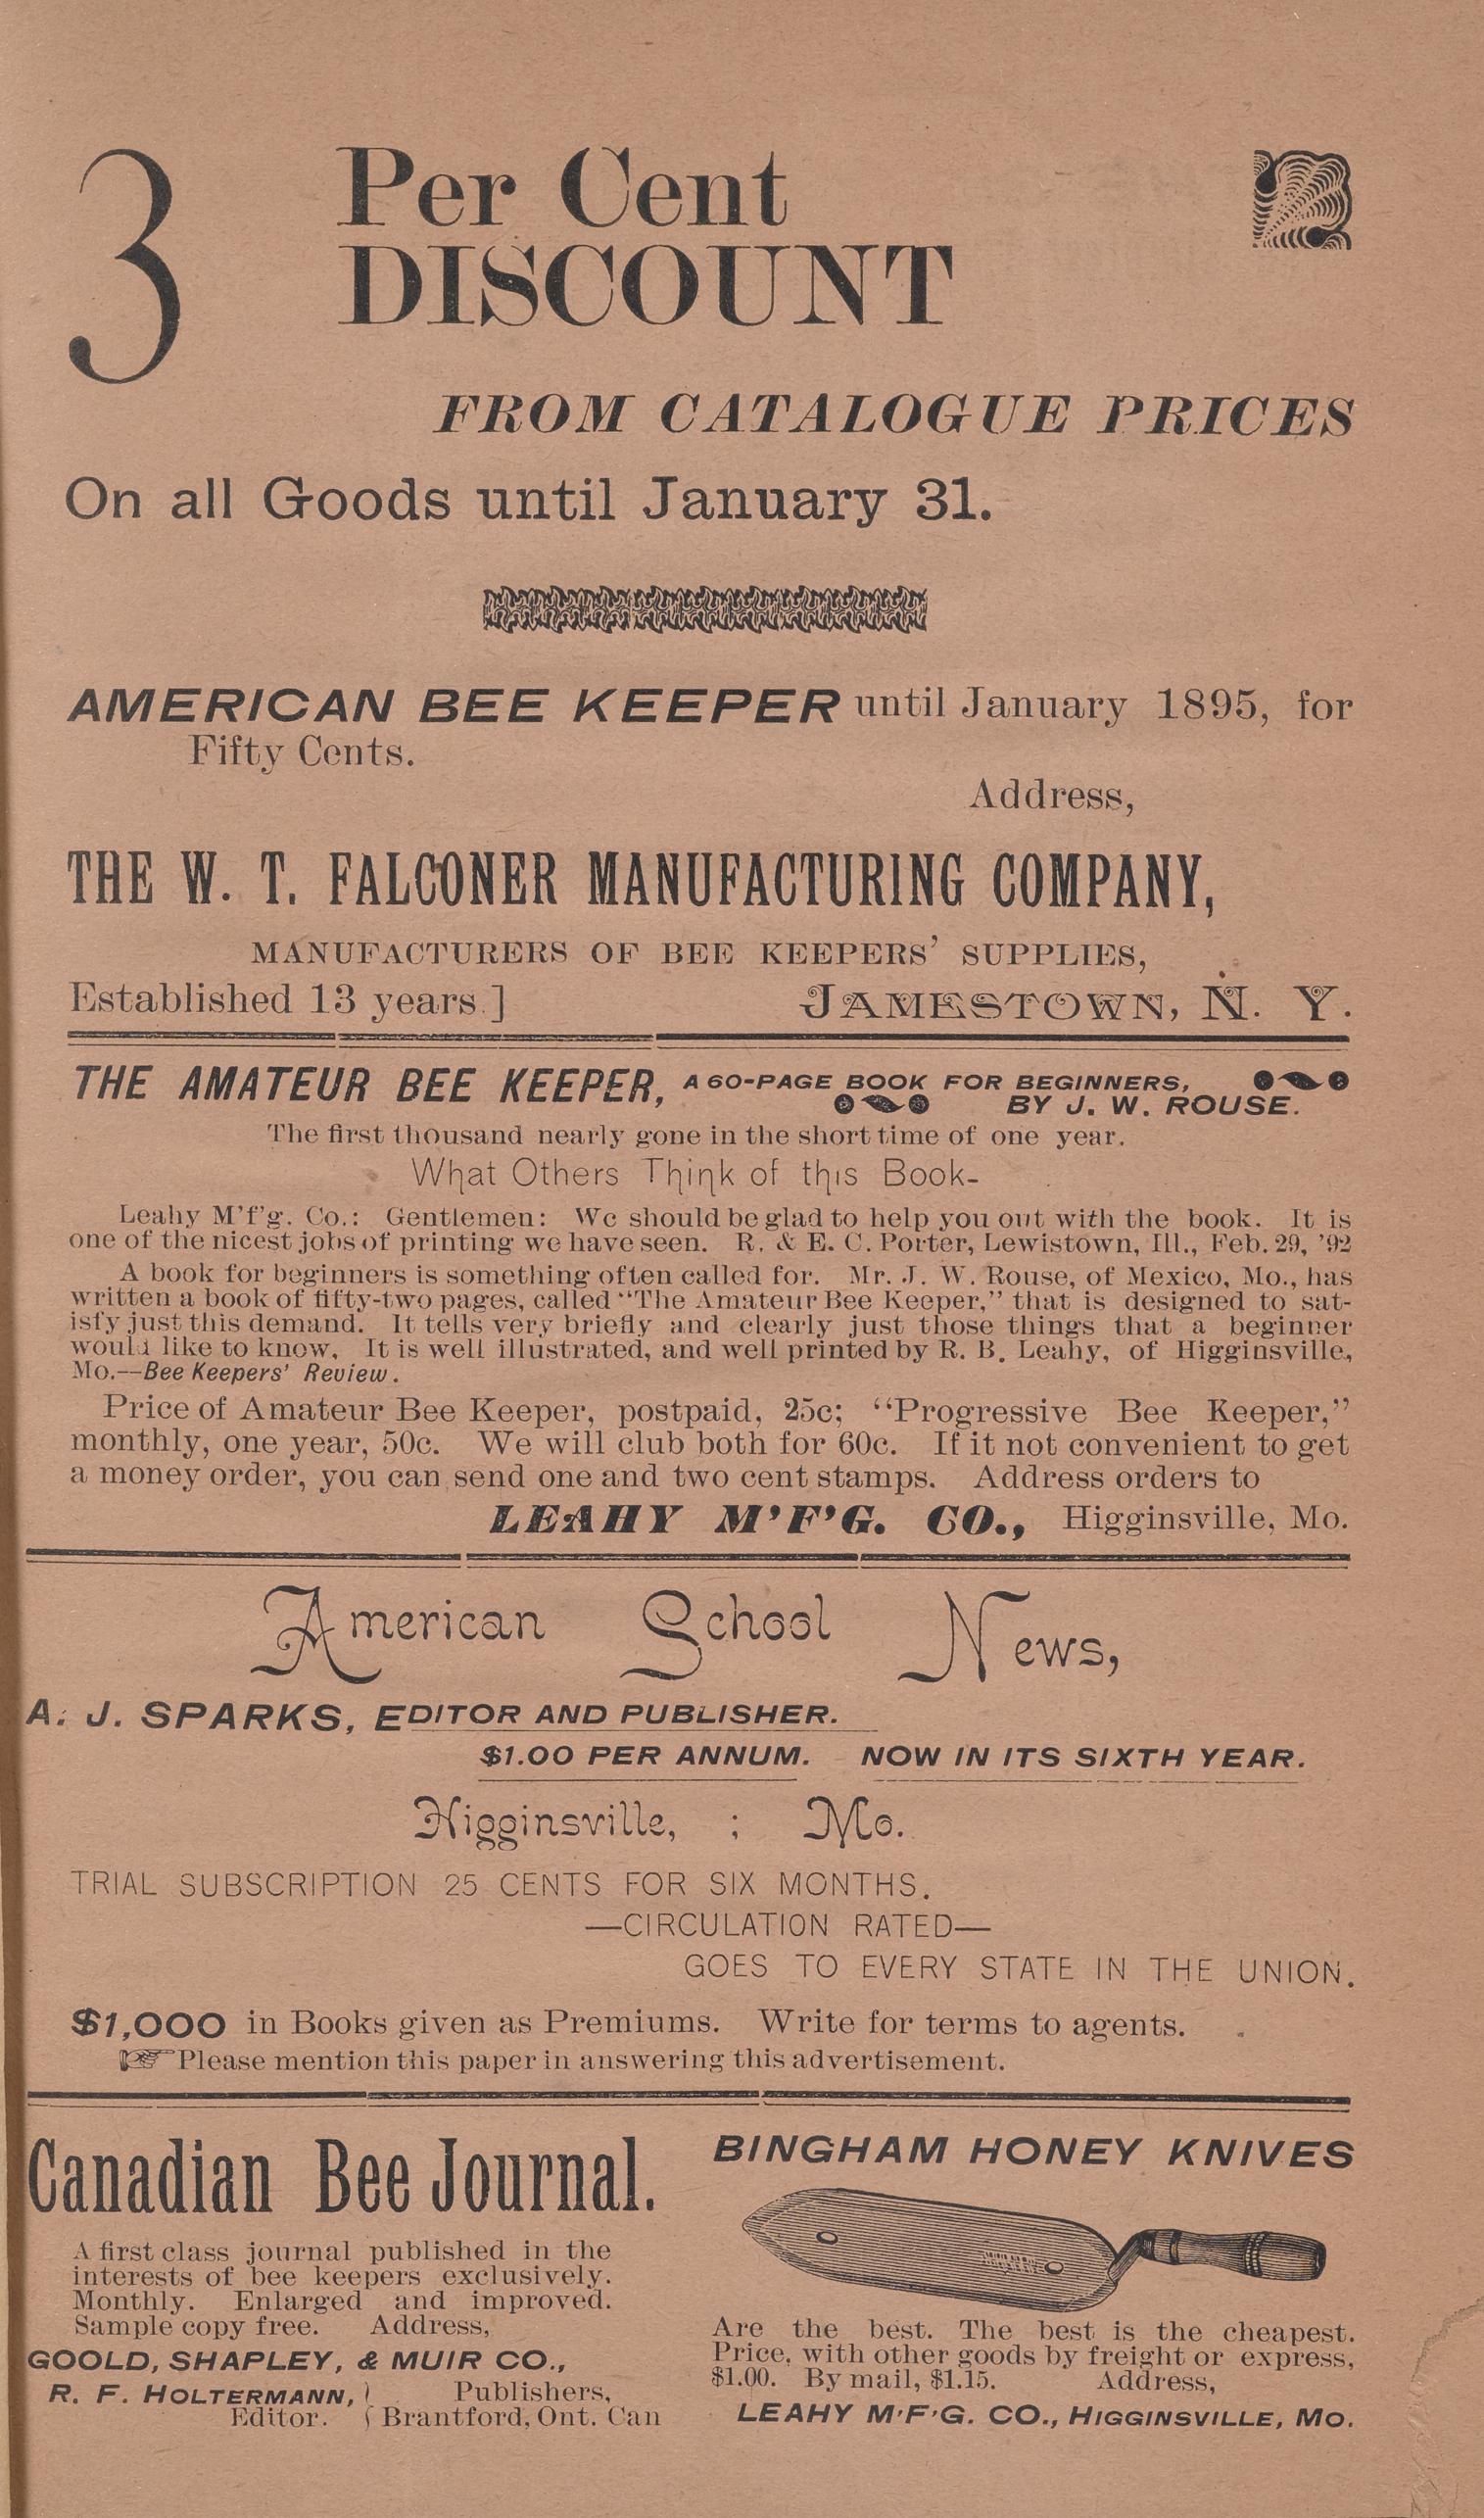 3 Per Cent
DISCOUNT
FROM CATALOGUE PRICES
On all Goods until January 31.
AMERICAN BEE KEEPER until January 1895, for
Fifty Cents.
Address,
THE W. T. FALCONER MANUFACTURING COMPANY,
MANUFACTURERS OF BEE KEEPERS' SUPPLIES,
Established 13 years.] JAMESTOWN, N. Y.
THE AMATEUR BEE KEEPER, A 60-PAGE BOOK FOR BEGINNERS,
BY J. W. ROUSE.
The first thousand nearly gone in the short time of one year.
What Others Think of this Book-
Leahy M'f'g. Co.: Gentlemen: We should be glad to help you out with the book. It is
one of the nicest jobs of printing we have seen. R. & E. C. Porter, Lewistown, Ill., Feb. 29, '92
A book for beginners is something often called for. Mr. J. W. Rouse, of Mexico, Mo., has
written a book of fifty-two pages, called "The Amateur Bee Keeper," that is designed to sat-
isfy just this demand. It tells very briefly and clearly just those things that a beginner
would like to know, It is well illustrated, and well printed by R. B. Leahy, of Higginsville,
Mo.--Bee Keepers' Review.
Price of Amateur Bee Keeper, postpaid, 25c; "Progressive Bee Keeper,"
monthly, one year, 50c. We will club both for 60c. If it not convenient to get
a money order, you can send one and two cent stamps. Address orders to
LEAHY M'F'G. CO., Higginsville, Mo.
American School News,
A. J. SPARKS, EDITOR AND PUBLISHER.
$1.00 PER ANNUM. NOW IN ITS SIXTH YEAR.
Higginsville, ; Mo.
TRIAL SUBSCRIPTION 25 CENTS FOR SIX MONTHS.
—CIRCULATION RATED—
GOES TO EVERY STATE IN THE UNION.
$1,000 in Books given as Premiums. Write for terms to agents.
☞Please mention this paper in answering this advertisement.
Canadian Bee Journal.
A first class journal published in the
interests of bee keepers exclusively.
Monthly. Enlarged and improved.
Sample copy free. Address,
GOOLD, SHAPLEY, & MUIR CO.,
R. F. HOLTERMANN, } Publishers,
Editor. } Brantford, Ont. Can
BINGHAM HONEY KNIVES
Are the best. The best is the cheapest.
Price, with other goods by freight or express,
$1.00. By mail, $1.15. Address,
LEAHY M'F'G. CO., HIGGINSVILLE, MO.